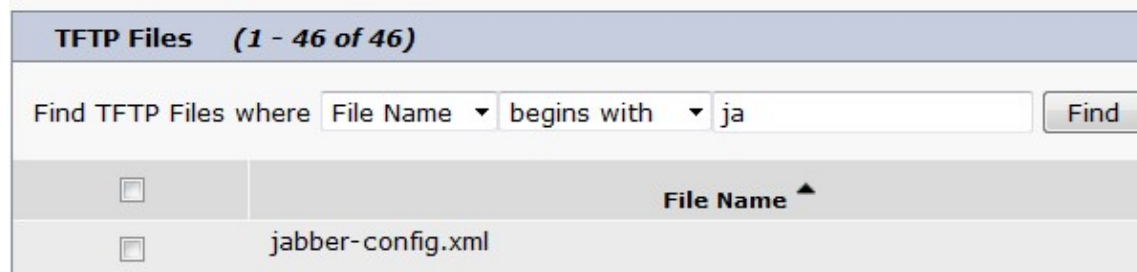 TFTP Files (1 - 46 of 46)
Find TFTP Files where File Name begins with ja Find
File Name
jabber-config.xml